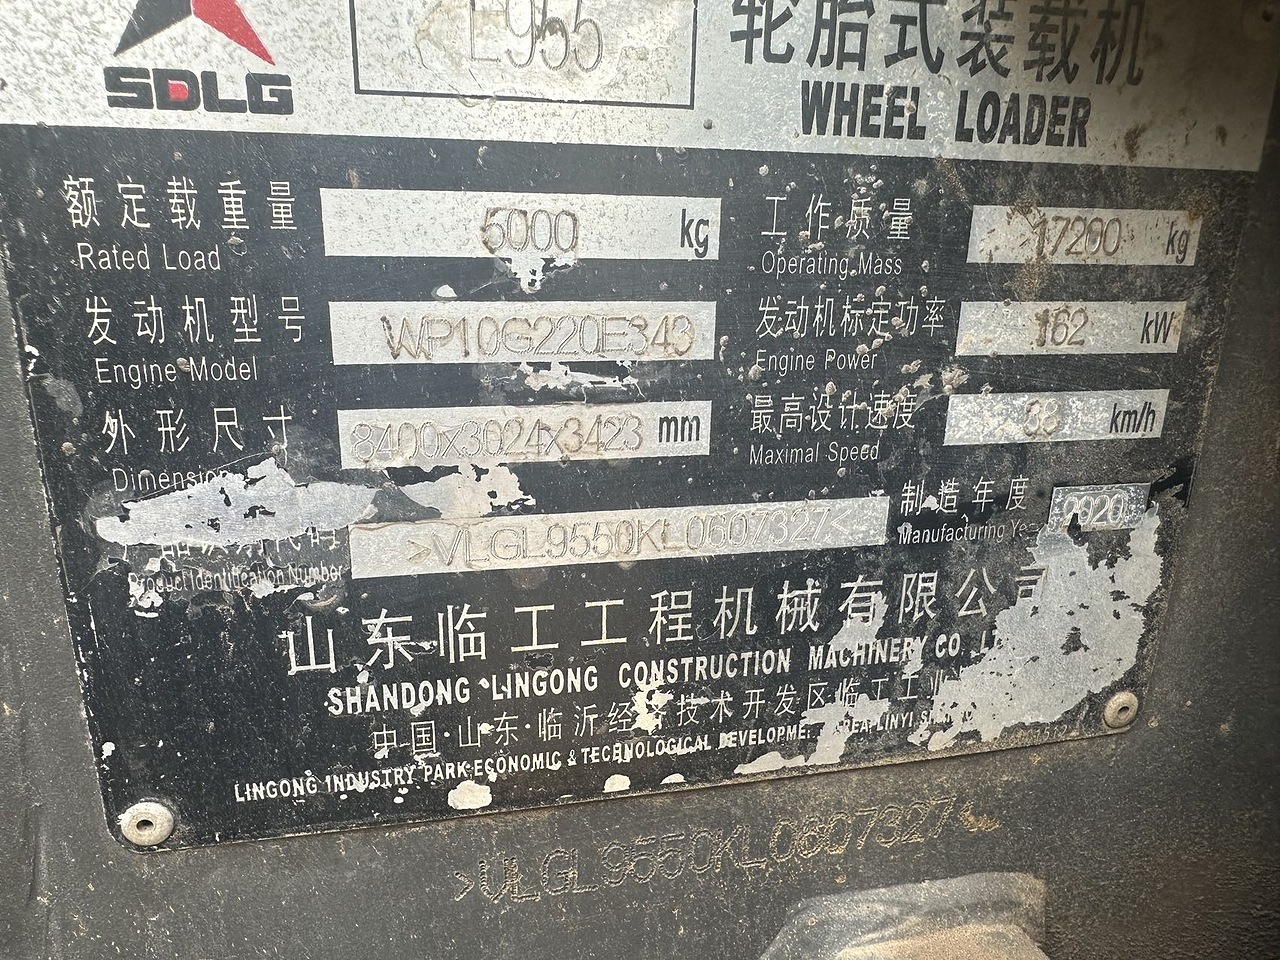 SDLG
E955
轮胎式装载机
WHEEL LOADER
额定载重量 5000 kg
Rated Load
工作质量 17200 kg
Operating Mass
发动机型号 WP10G220E343
Engine Model
发动机标定功率 162 kW
Engine Power
外形尺寸 8400x3024x3423 mm
最高设计速度 38 km/h
Maximal Speed
制造年度 2020
Manufacturing
>VLGL9550KL0607327<
Product Identification Number
山东临工工程机械有限公司
SHANDONG LINGONG CONSTRUCTION MACHINERY CO
中国·山东·临沂经济技术开发区临工工业
LINGONG INDUSTRY PARK ECONOMIC & TECHNOLOGICAL LINYI
>VLGL9550KL0607327<